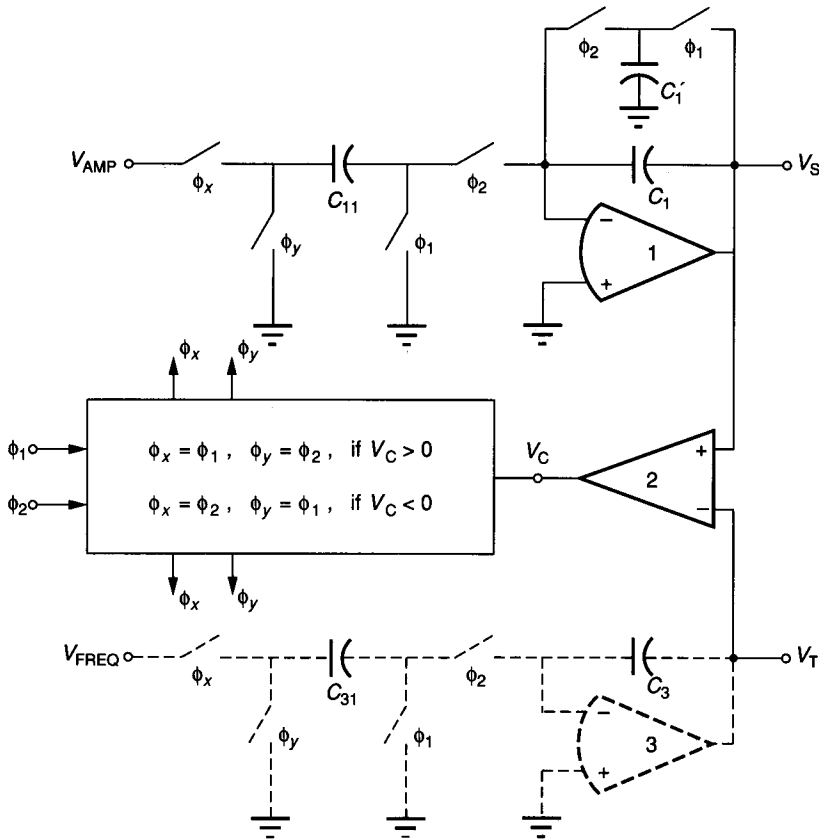 ϕ2 ϕ1
C1′
VAMP ϕx C11 ϕ2 C1 VS
ϕy ϕ1
−
1
+
ϕx ϕy
ϕ1 ϕx = ϕ1 , ϕy = ϕ2 , if VC > 0
VC
+
2
−
ϕ2 ϕx = ϕ2 , ϕy = ϕ1 , if VC < 0
ϕx ϕy
VFREQ ϕx C31 ϕ2 C3 VT
ϕy ϕ1
−
3
+